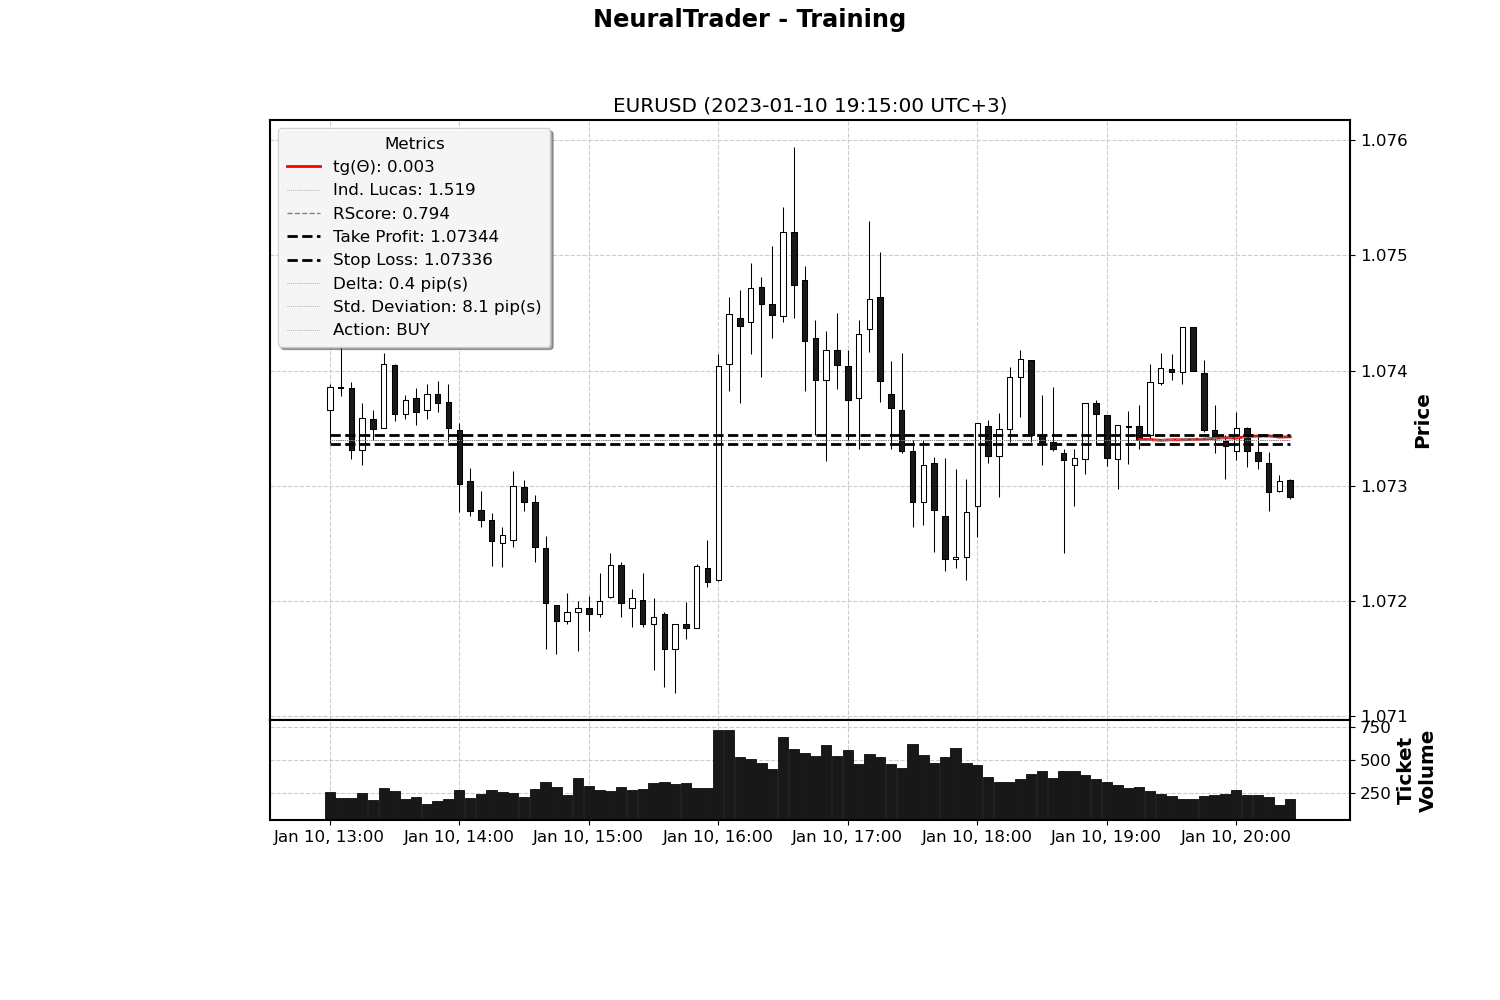 NeuralTrader - Training
EURUSD (2023-01-10 19:15:00 UTC+3)
Metrics
tg(Θ): 0.003
Ind. Lucas: 1.519
RScore: 0.794
Take Profit: 1.07344
Stop Loss: 1.07336
Delta: 0.4 pip(s)
Std. Deviation: 8.1 pip(s)
Action: BUY
1.076
1.075
1.074
1.073
1.072
1.071
Price
750
500
250
Ticket
Volume
Jan 10, 13:00
Jan 10, 14:00
Jan 10, 15:00
Jan 10, 16:00
Jan 10, 17:00
Jan 10, 18:00
Jan 10, 19:00
Jan 10, 20:00